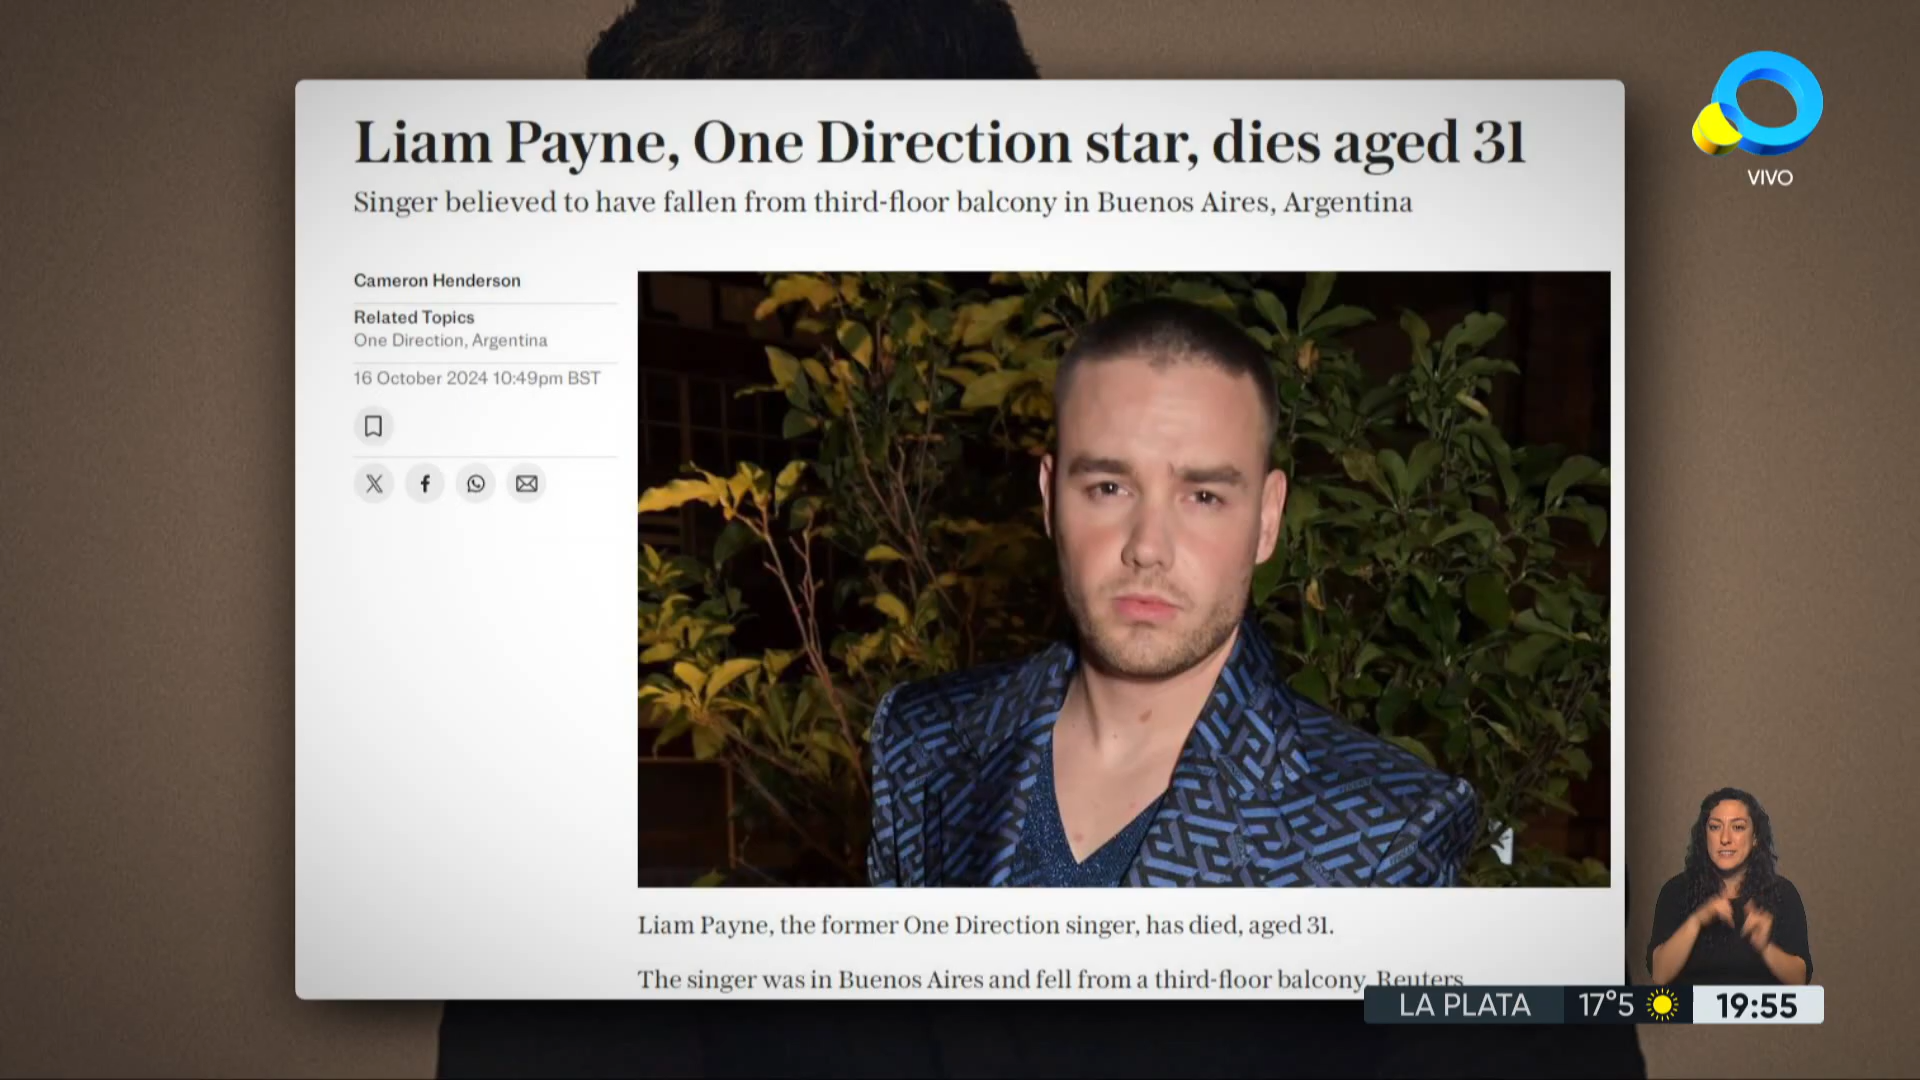 Liam Payne, One Direction star, dies aged 31
Singer believed to have fallen from third-floor balcony in Buenos Aires, Argentina
Cameron Henderson
Related Topics
One Direction, Argentina
16 October 2024 10:49pm BST
VIVO
Liam Payne, the former One Direction singer, has died, aged 31.
The singer was in Buenos Aires and fell from a third-floor balcony, Reuters
LA PLATA 17°5 19:55